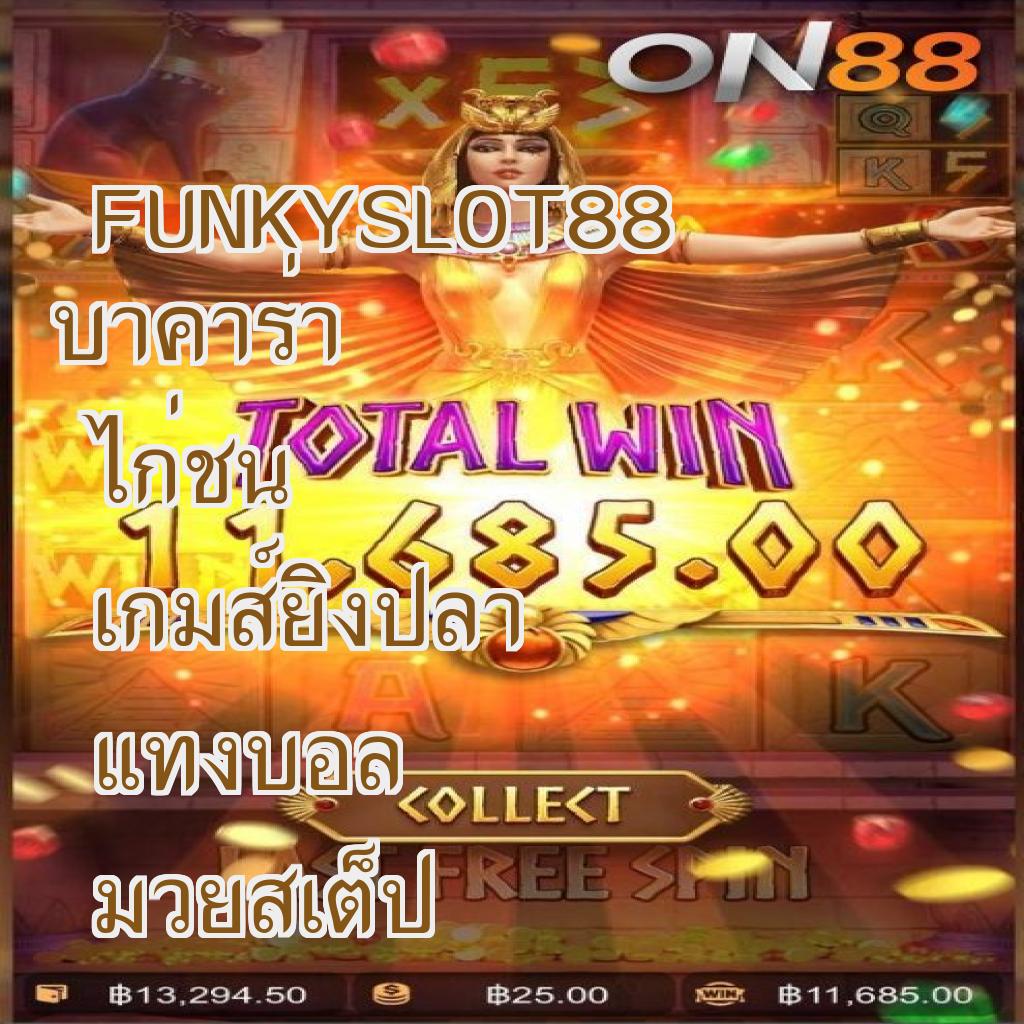 ON88
x53
Q
K
FUNKYSLOT88
บาคาร่า
ไก่ชน
TOTAL WIN
11,685.00
เกมส์ยิงปลา
A K
แทงบอล
COLLECT
LAST FREE SPIN
มวยสเต็ป
฿13,294.50 ฿25.00 WIN ฿11,685.00